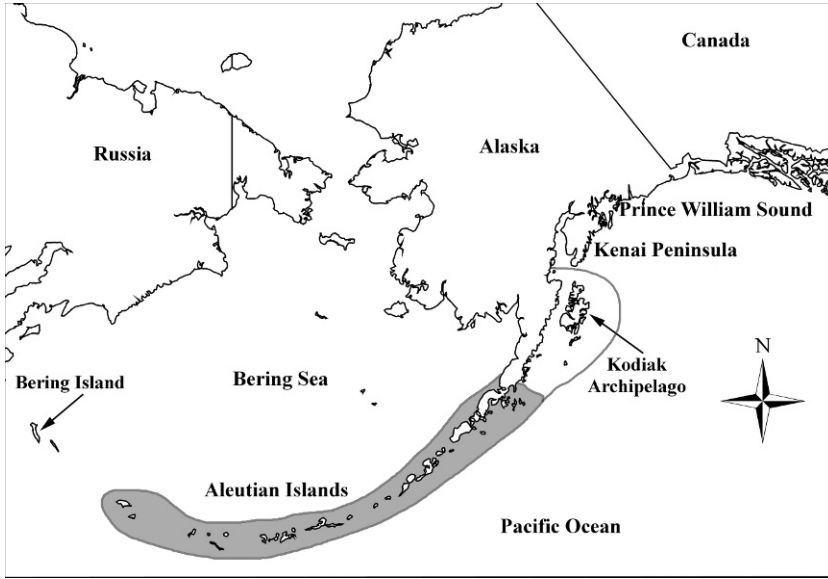 Canada
Russia
Alaska
Prince William Sound
Kenai Peninsula
N
Kodiak
Archipelago
Bering Island
Bering Sea
Aleutian Islands
Pacific Ocean